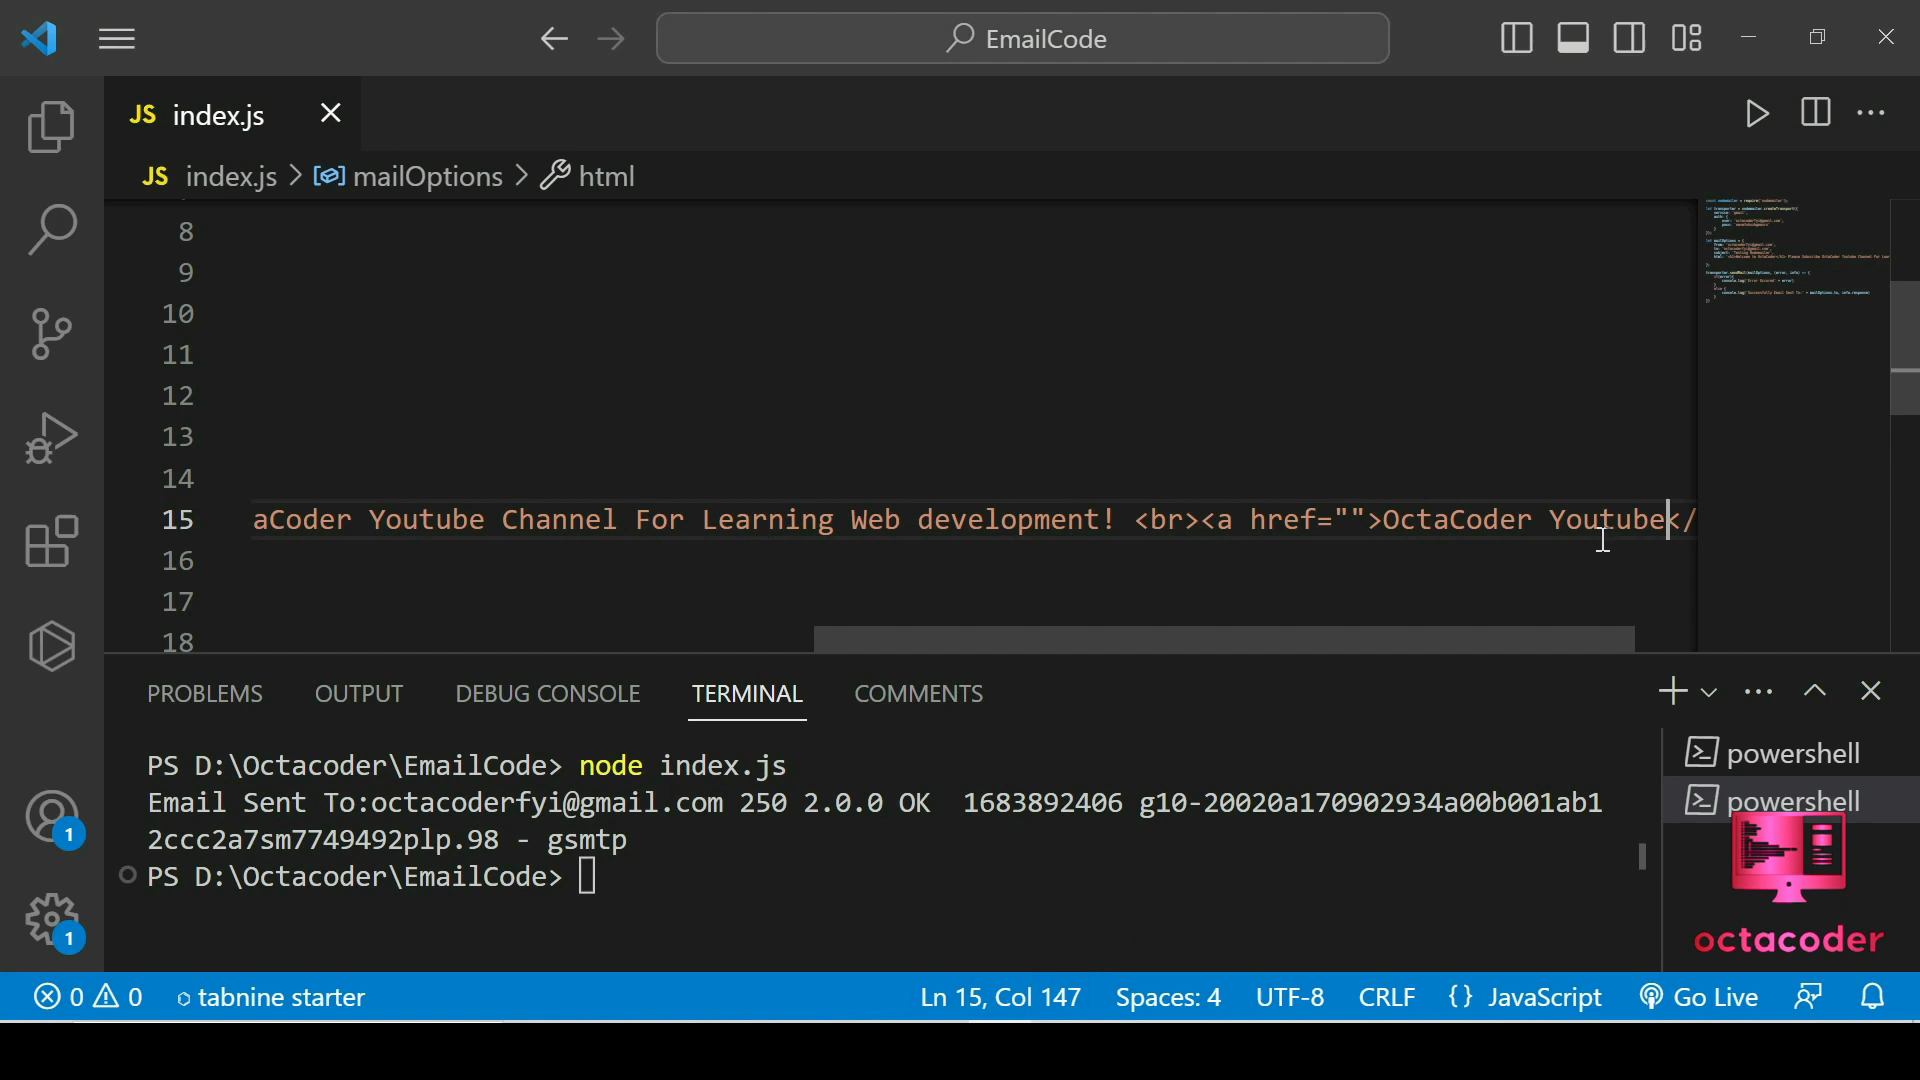 EmailCode
JS index.js
JS index.js > mailOptions > html
8
9
10
11
12
13
14
15 aCoder Youtube Channel For Learning Web development! <br><a href="">OctaCoder Youtube</
16
17
18
PROBLEMS OUTPUT DEBUG CONSOLE TERMINAL COMMENTS
PS D:\Octacoder\EmailCode> node index.js
Email Sent To:octacoderfyi@gmail.com 250 2.0.0 OK  1683892406 g10-20020a170902934a00b001ab1
2ccc2a7sm7749492plp.98 - gsmtp
PS D:\Octacoder\EmailCode>
powershell
powershell
octacoder
1
1
0 0 tabnine starter Ln 15, Col 147 Spaces: 4 UTF-8 CRLF {} JavaScript Go Live